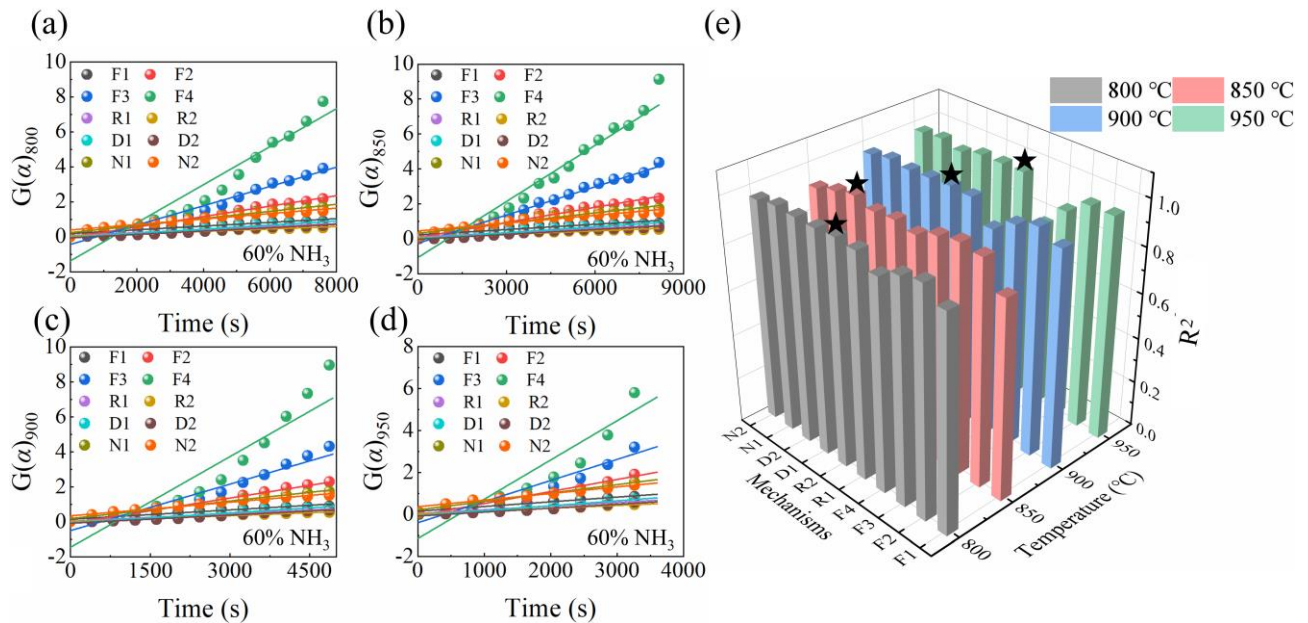 (a)
10
8
6
4
2
0
-2
G(α)800
F1 F2
F3 F4
R1 R2
D1 D2
N1 N2
60% NH3
0 2000 4000 6000 8000
Time (s)
(b)
10
8
6
4
2
0
-2
G(α)850
F1 F2
F3 F4
R1 R2
D1 D2
N1 N2
60% NH3
0 3000 6000 9000
Time (s)
(c)
10
8
6
4
2
0
-2
G(α)900
F1 F2
F3 F4
R1 R2
D1 D2
N1 N2
60% NH3
0 1500 3000 4500
Time (s)
(d)
8
6
4
2
0
-2
G(α)950
F1 F2
F3 F4
R1 R2
D1 D2
N1 N2
60% NH3
0 1000 2000 3000 4000
Time (s)
(e)
800 °C 850 °C
900 °C 950 °C
1.0
0.8
0.6
0.4
0.2
0.0
R2
N2
N1
D2
D1
R2
R1
F4
F3
F2
F1
Mechanisms
800
850
900
950
Temperature (°C)